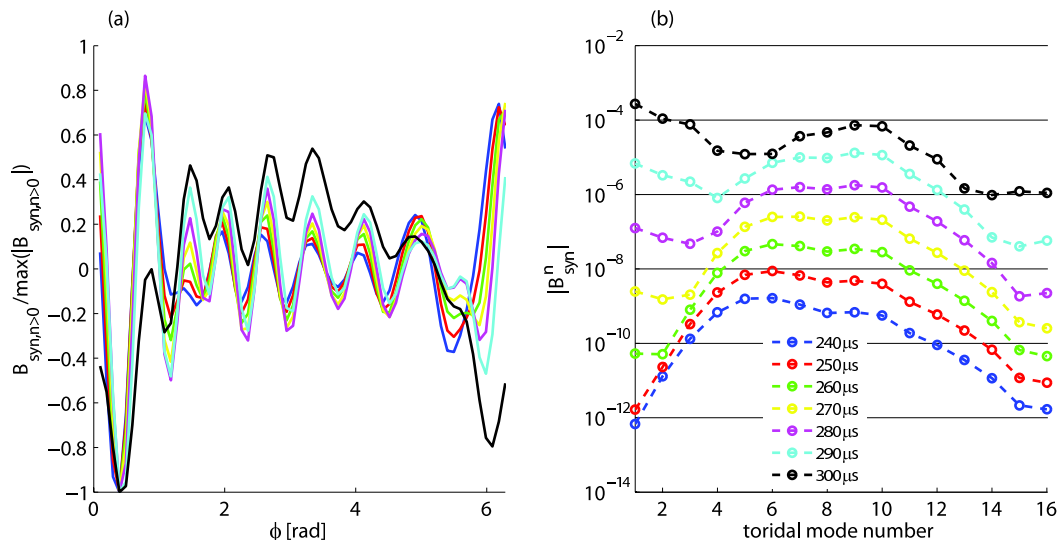 (a)
B_syn,n>0/max(|B_syn,n>0|)
1
0.8
0.6
0.4
0.2
0
−0.2
−0.4
−0.6
−0.8
−1
0 2 4 6
ϕ [rad]
(b)
|B^n_syn|
10^−2
10^−4
10^−6
10^−8
10^−10
10^−12
10^−14
240μs
250μs
260μs
270μs
280μs
290μs
300μs
2 4 6 8 10 12 14 16
toridal mode number